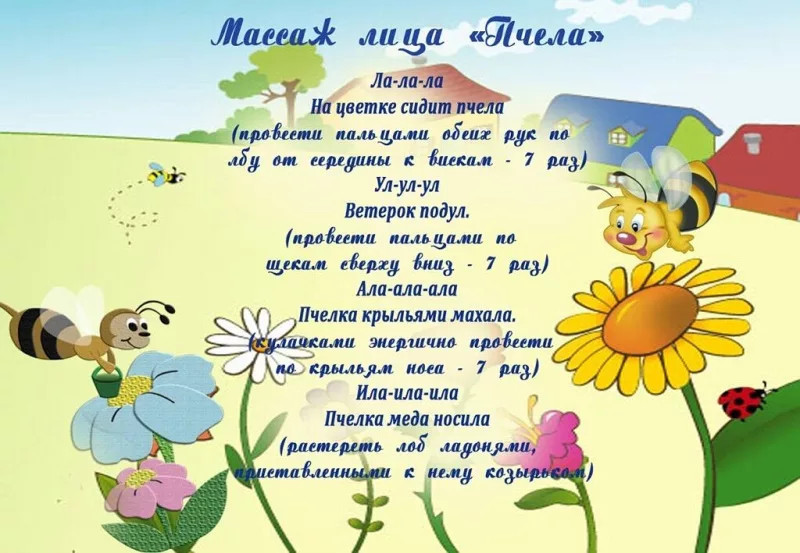 Массаж лица «Пчела»
Ла-ла-ла
На цветке сидит пчела
(провести пальцами обеих рук по
лбу от середины к вискам - 7 раз)
Ул-ул-ул
Ветерок подул.
(провести пальцами по
щекам сверху вниз - 7 раз)
Ала-ала-ала
Пчелка крыльями махала.
(кулачками энергично провести
по крыльям носа - 7 раз)
Ила-ила-ила
Пчелка меда носила
(растереть лоб ладонями,
приставленными к нему козырьком)